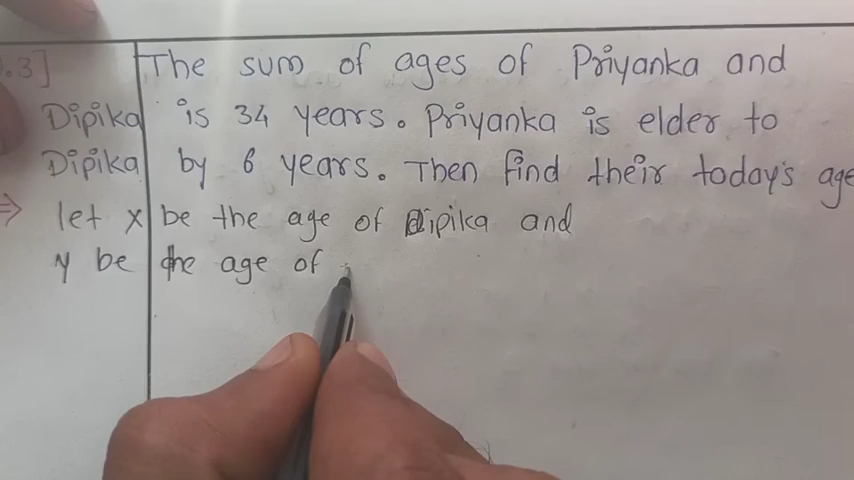 .3] The sum of ages of Priyanka and
Dipika is 34 years. Priyanka is elder to
Dipika by 6 years. Then find their today's age
⇒ let x be the age of Dipika and
y be the age of